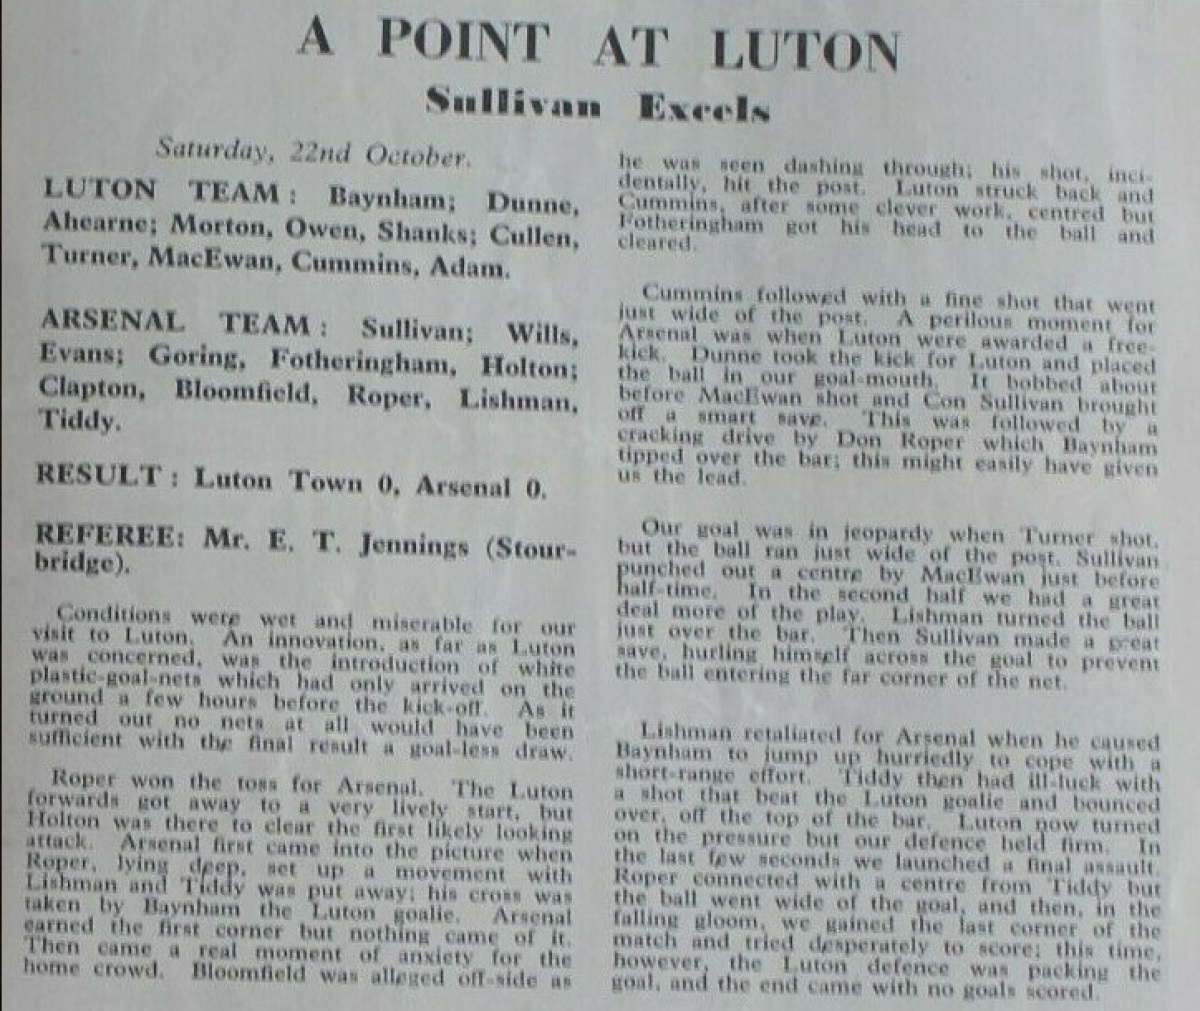 A POINT AT LUTON
Sullivan Excels
Saturday, 22nd October.
LUTON TEAM : Baynham; Dunne,
Ahearne; Morton, Owen, Shanks; Cullen,
Turner, MacEwan, Cummins, Adam.
ARSENAL TEAM : Sullivan; Wills,
Evans; Goring, Fotheringham, Holton;
Clapton, Bloomfield, Roper, Lishman,
Tiddy.
RESULT : Luton Town 0, Arsenal 0.
REFEREE: Mr. E. T. Jennings (Stour-
bridge).
Conditions were wet and miserable for our
visit to Luton. An innovation, as far as Luton
was concerned, was the introduction of white
plastic-goal-nets which had only arrived on the
ground a few hours before the kick-off. As it
turned out no nets at all would have been
sufficient with the final result a goal-less draw.
Roper won the toss for Arsenal. The Luton
forwards got away to a very lively start, but
Holton was there to clear the first likely looking
attack. Arsenal first came into the picture when
Roper, lying deep, set up a movement with
Lishman and Tiddy was put away; his cross was
taken by Baynham the Luton goalie. Arsenal
earned the first corner but nothing came of it.
Then came a real moment of anxiety for the
home crowd. Bloomfield was alleged off-side as
he was seen dashing through; his shot, inci-
dentally, hit the post. Luton struck back and
Cummins, after some clever work, centred but
Fotheringham got his head to the ball and
cleared.
Cummins followed with a fine shot that went
just wide of the post. A perilous moment for
Arsenal was when Luton were awarded a free-
kick. Dunne took the kick for Luton and placed
the ball in our goal-mouth. It bobbed about
before MacEwan shot and Con Sullivan brought
off a smart save. This was followed by a
cracking drive by Don Roper which Baynham
tipped over the bar; this might easily have given
us the lead.
Our goal was in jeopardy when Turner shot,
but the ball ran just wide of the post. Sullivan
punched out a centre by MacEwan just before
half-time. In the second half we had a great
deal more of the play. Lishman turned the ball
just over the bar. Then Sullivan made a great
save, hurling himself across the goal to prevent
the ball entering the far corner of the net.
Lishman retaliated for Arsenal when he caused
Baynham to jump up hurriedly to cope with a
short-range effort. Tiddy then had ill-luck with
a shot that beat the Luton goalie and bounced
over, off the top of the bar. Luton now turned
on the pressure but our defence held firm. In
the last few seconds we launched a final assault.
Roper connected with a centre from Tiddy but
the ball went wide of the goal, and then, in the
falling gloom, we gained the last corner of the
match and tried desperately to score; this time,
however, the Luton defence was packing the
goal, and the end came with no goals scored.